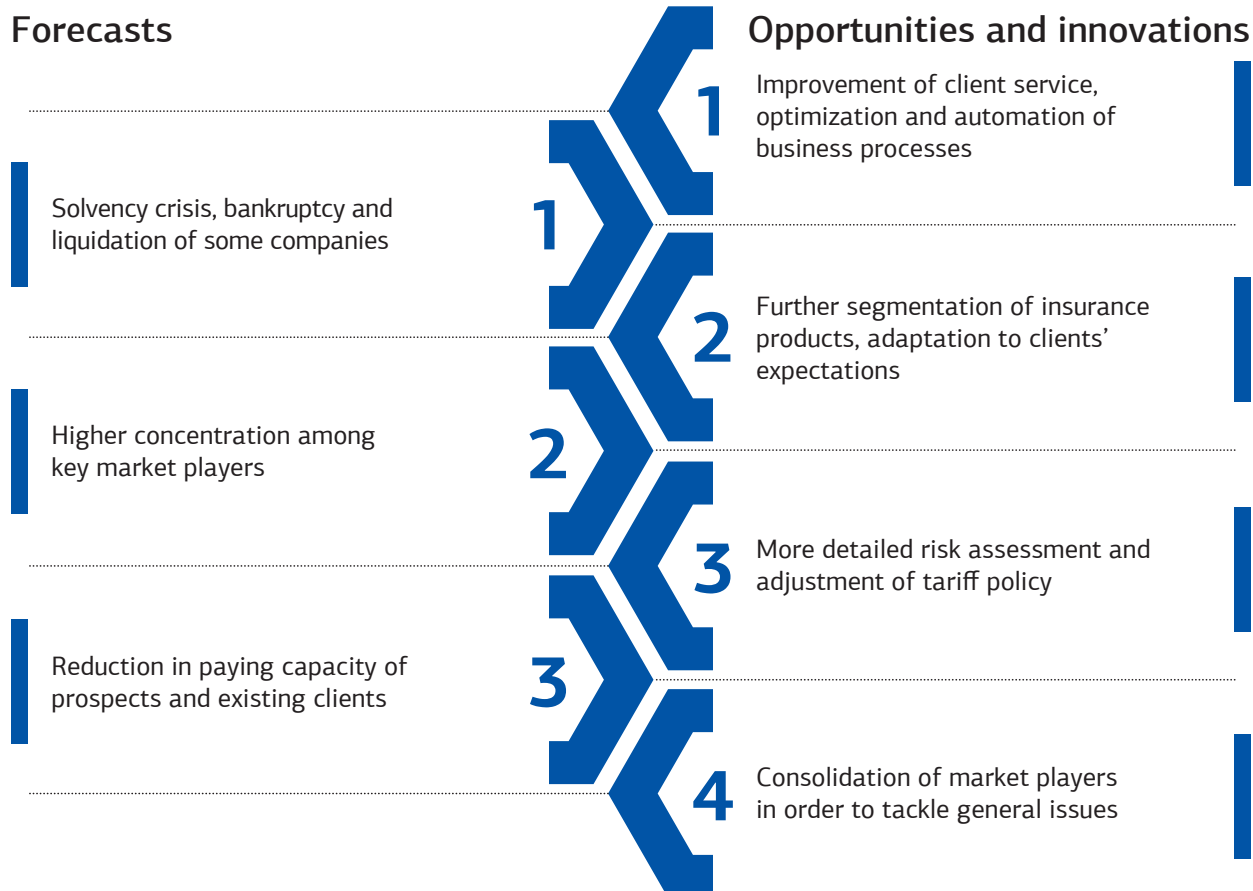 Forecasts
1
Solvency crisis, bankruptcy and
liquidation of some companies
2
Higher concentration among
key market players
3
Reduction in paying capacity of
prospects and existing clients
Opportunities and innovations
1
Improvement of client service,
optimization and automation of
business processes
2
Further segmentation of insurance
products, adaptation to clients’
expectations
3
More detailed risk assessment and
adjustment of tariff policy
4
Consolidation of market players
in order to tackle general issues